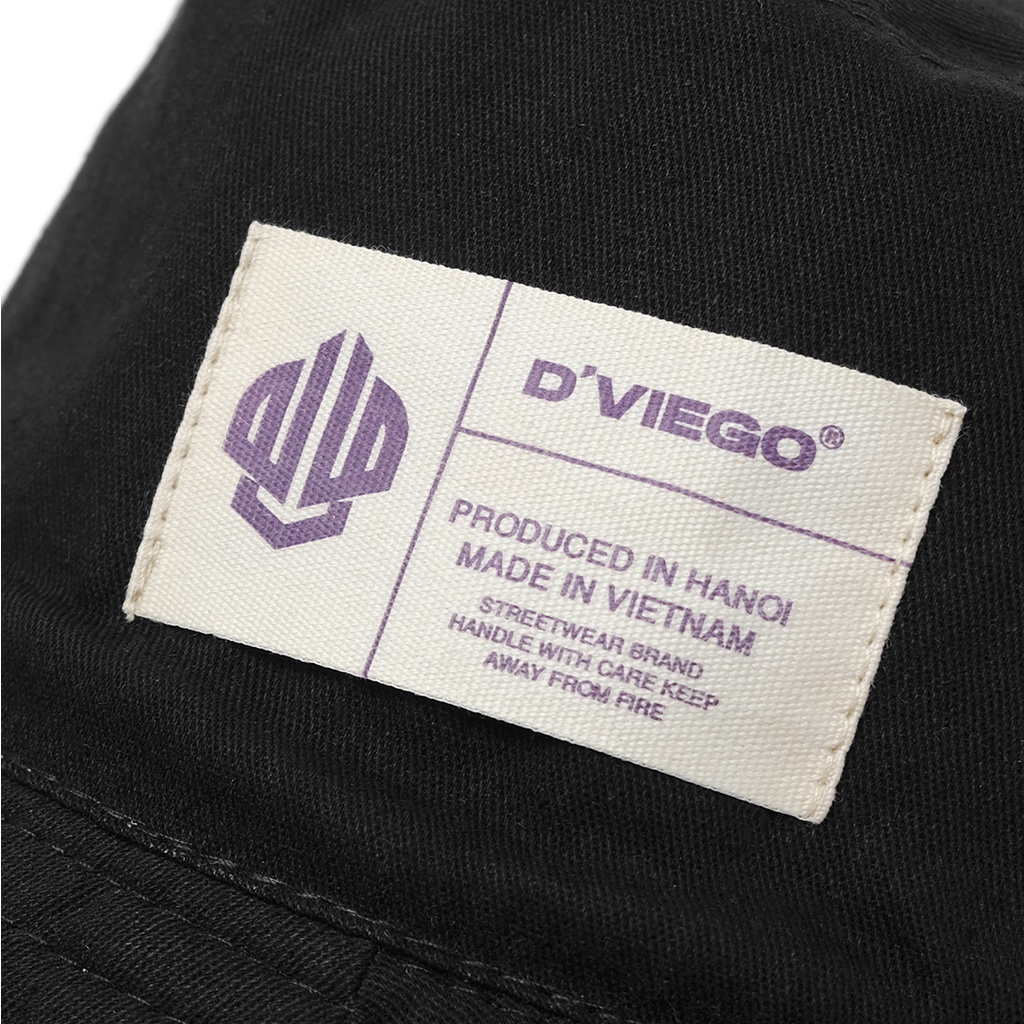 D'VIEGO®
PRODUCED IN HANOI
MADE IN VIETNAM
STREETWEAR BRAND
HANDLE WITH CARE KEEP
AWAY FROM FIRE